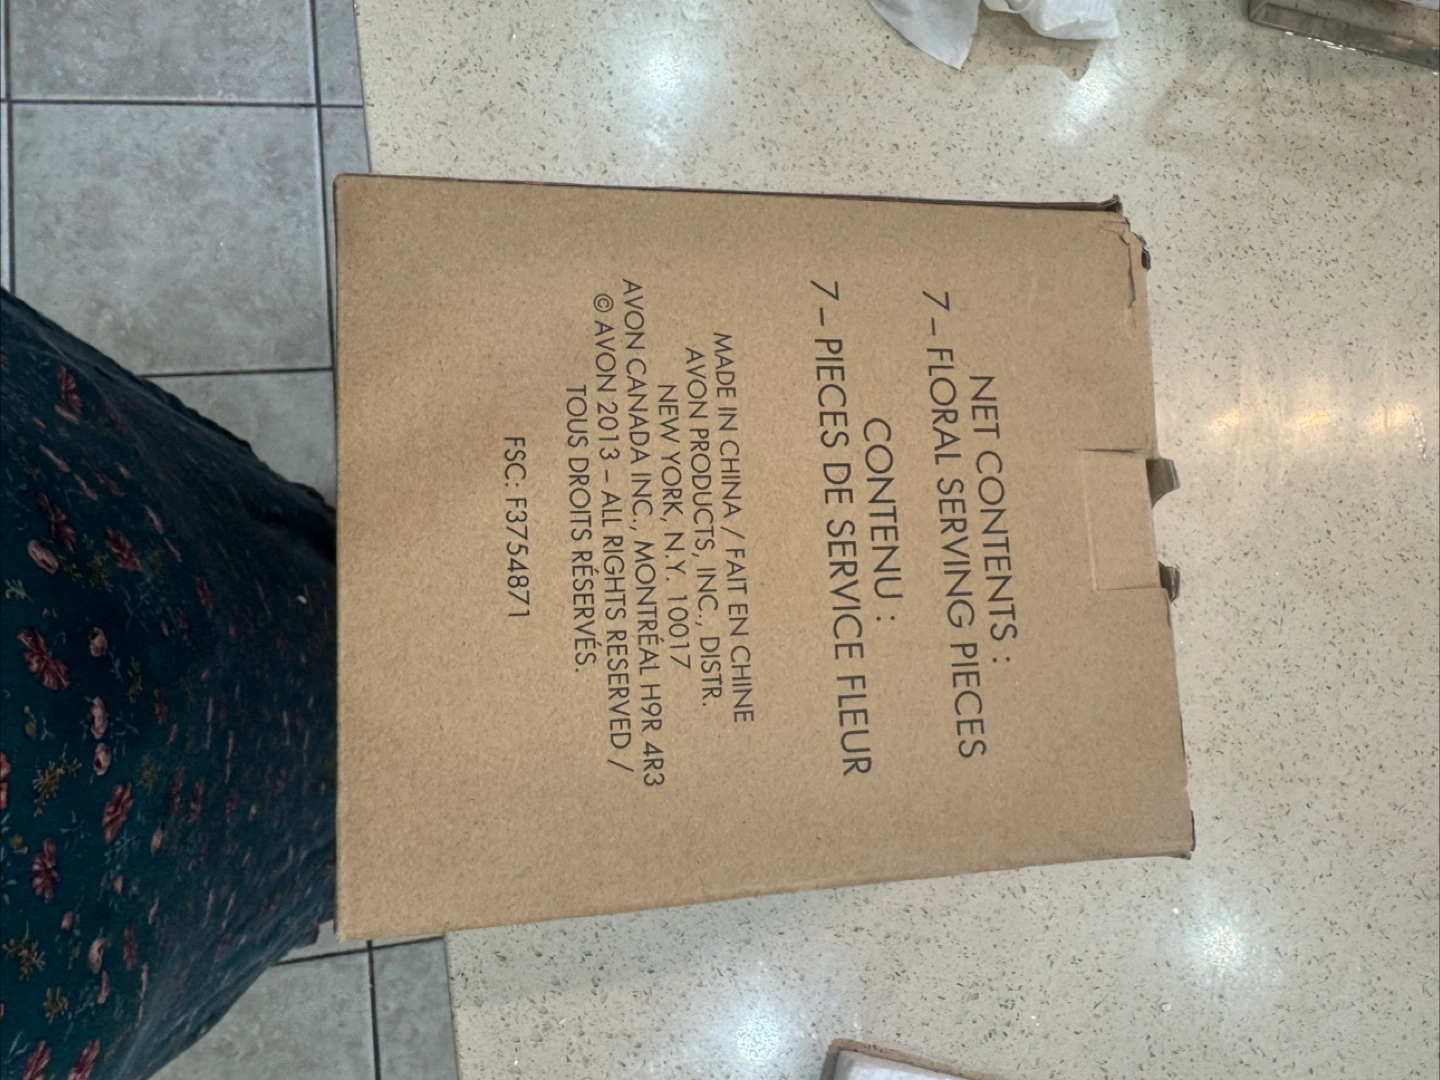 NET CONTENTS :
7 – FLORAL SERVING PIECES
CONTENU :
7 – PIECES DE SERVICE FLEUR
MADE IN CHINA / FAIT EN CHINE
AVON PRODUCTS, INC., DISTR.
NEW YORK, N.Y. 10017
AVON CANADA INC., MONTRÉAL H9R 4R3
© AVON 2013 – ALL RIGHTS RESERVED /
TOUS DROITS RÉSERVÉS.
FSC: F3754871